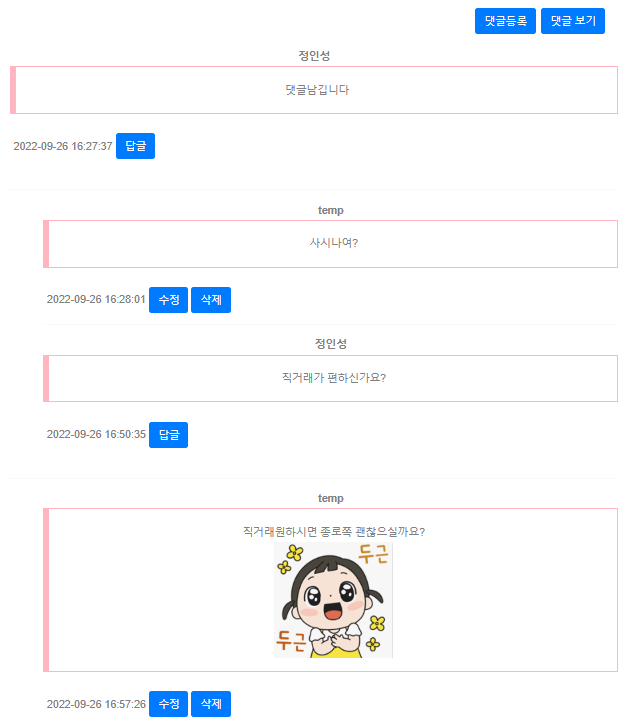 댓글등록 댓글 보기
정인성
댓글남깁니다
2022-09-26 16:27:37 답글
temp
사시나여?
2022-09-26 16:28:01 수정 삭제
정인성
직거래가 편하신가요?
2022-09-26 16:50:35 답글
temp
직거래원하시면 종로쪽 괜찮으실까요?
두근
두근
2022-09-26 16:57:26 수정 삭제